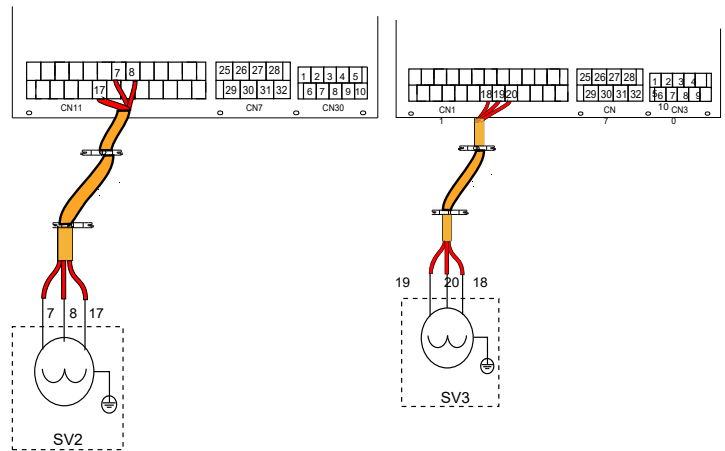 7 8
17
CN11
25 26 27 28
29 30 31 32
CN7
1 2 3 4 5
6 7 8 9 10
CN30
7 8 17
SV2
18 19 20
CN1
1
25 26 27 28
29 30 31 32
CN
7
1 2 3 4
5 6 7 8 9
10 CN3
0
19 20 18
SV3